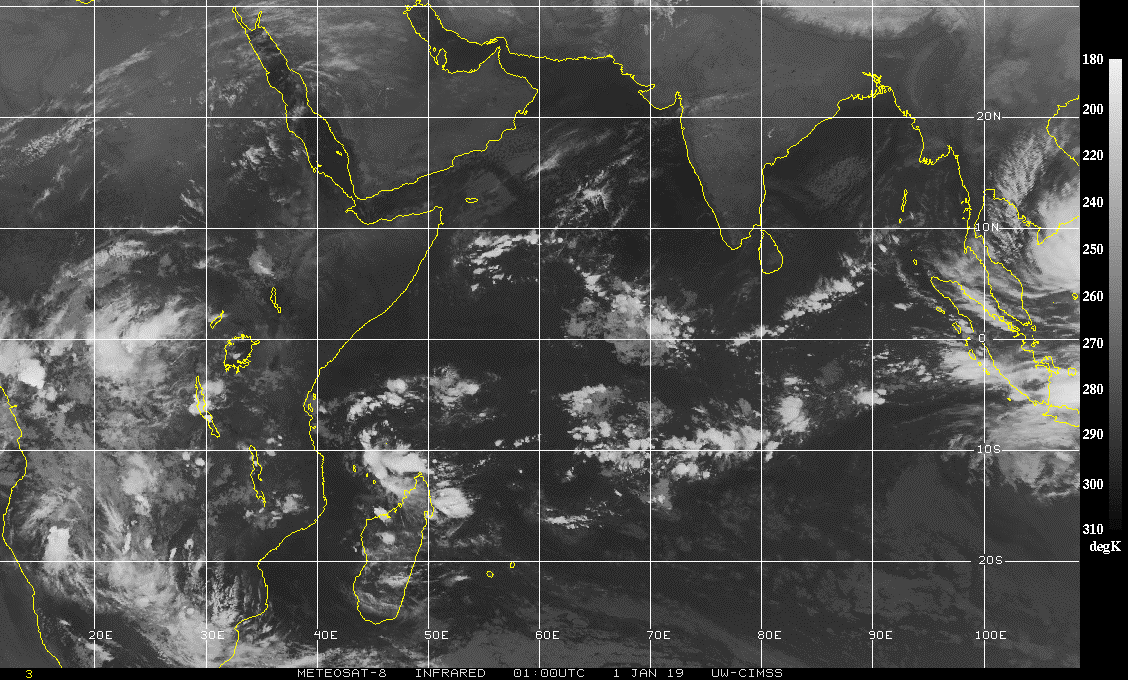 180
200
220
240
250
260
270
280
290
300
310
degK
20N
10N
0
10S
20S
20E 30E 40E 50E 60E 70E 80E 90E 100E
3 METEOSAT-8 INFRARED 01:00UTC 1 JAN 19 UW-CIMSS